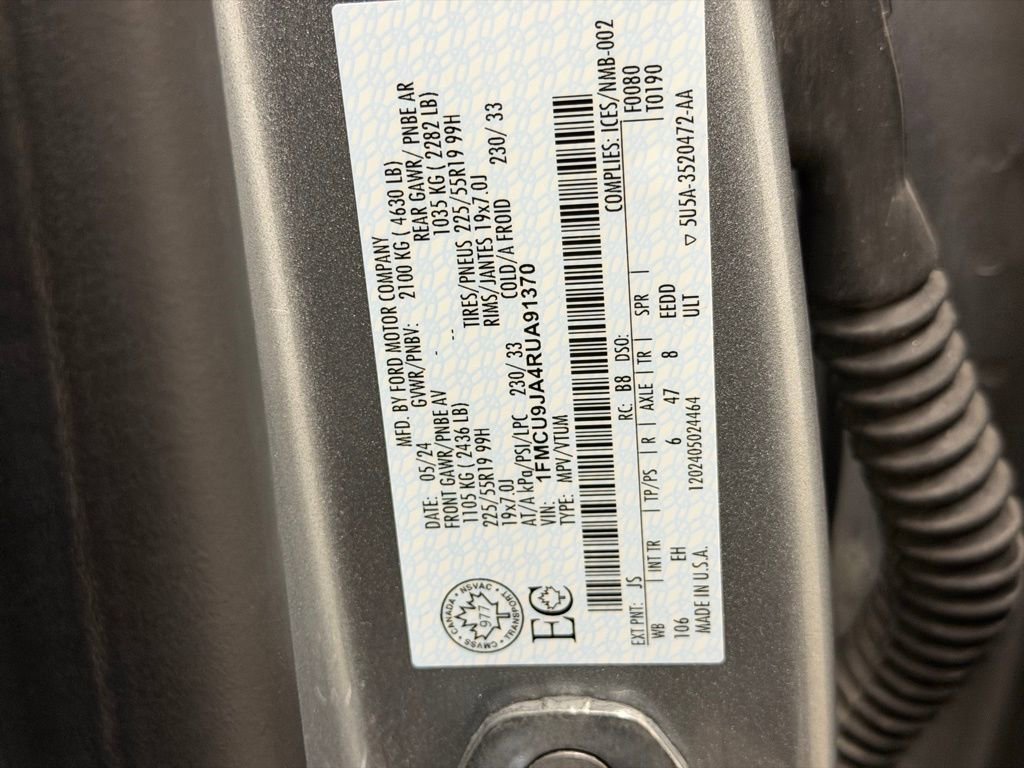 MFD. BY FORD MOTOR COMPANY
DATE: 05/24 GVWR/PNBV: 2100 KG ( 4630 LB)
FRONT GAWR/PNBE AV REAR GAWR/ PNBE AR
1105 KG ( 2436 LB) - 1035 KG ( 2282 LB)
225/55R19 99H -- TIRES/PNEUS 225/55R19 99H
19x7.0J RIMS/JANTES 19x7.0J
AT/A kPa/PSI/LPC 230/ 33 COLD/A FROID 230/ 33
VIN: 1FMCU9JA4RUA91370
TYPE: MPV/VTUM
CANADA • NSVAC • TRANSPORT • CMVSS •
977
EC
COMPLIES: ICES/NMB-002
RC: B8 DSO: F0080
EXT PNT: JS T0190
WB | INT TR | TP/PS | R | AXLE | TR | SPR |
106 EH 6 47 8 EEDD
MADE IN U.S.A. 1202405024464 ULT ▽ 5U5A-3520472-AA